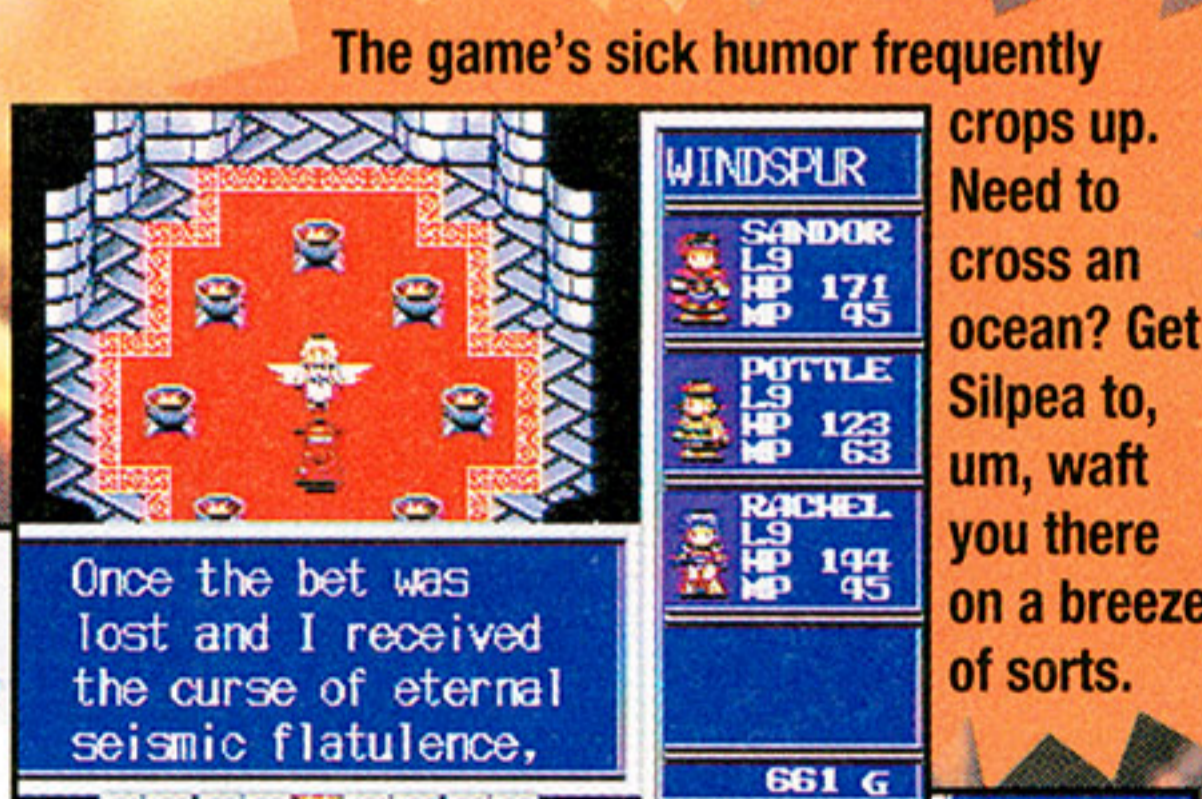 The game's sick humor frequently
crops up.
Need to
cross an
ocean? Get
Silpea to,
um, waft
you there
on a breeze
of sorts.
WINDSPUR
SANDOR
L9
HP 171
MP 45
POTTLE
L9
HP 123
MP 63
RACHEL
L9
HP 144
MP 45
661 G
Once the bet was
lost and I received
the curse of eternal
seismic flatulence,